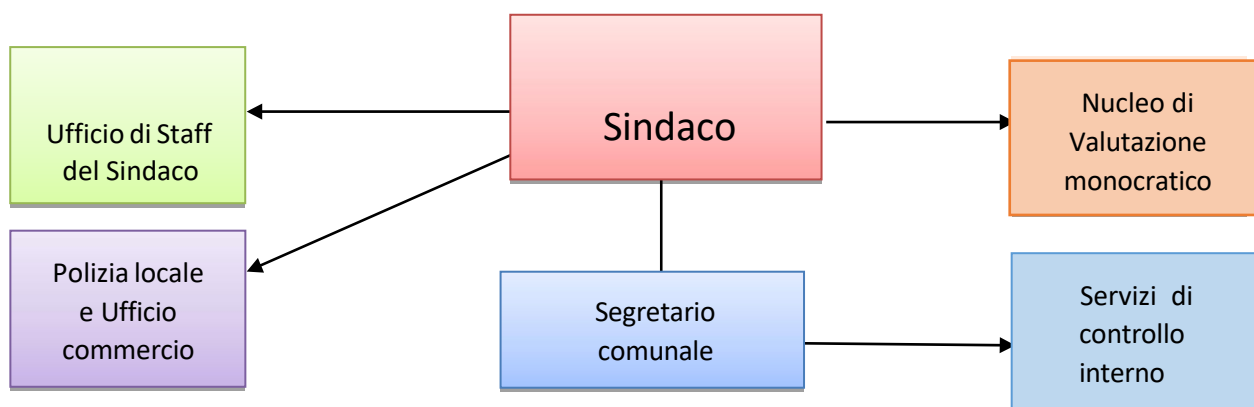 Ufficio di Staff
del Sindaco
Sindaco
Nucleo di
Valutazione
monocratico
Polizia locale
e Ufficio
commercio
Segretario
comunale
Servizi di
controllo
interno